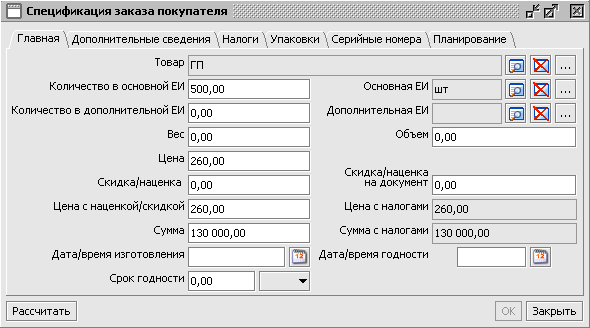 Спецификация заказа покупателя
Главная Дополнительные сведения Налоги Упаковки Серийные номера Планирование
Товар ГП ...
Количество в основной ЕИ 500,00 Основная ЕИ шт ...
Количество в дополнительной ЕИ 0,00 Дополнительная ЕИ ...
Вес 0,00 Объем 0,00
Цена 260,00
Скидка/наценка 0,00 Скидка/наценка
на документ 0,00
Цена с наценкой/скидкой 260,00 Цена с налогами 260,00
Сумма 130 000,00 Сумма с налогами 130 000,00
Дата/время изготовления 12 Дата/время годности 12
Срок годности 0,00
Рассчитать OK Закрыть